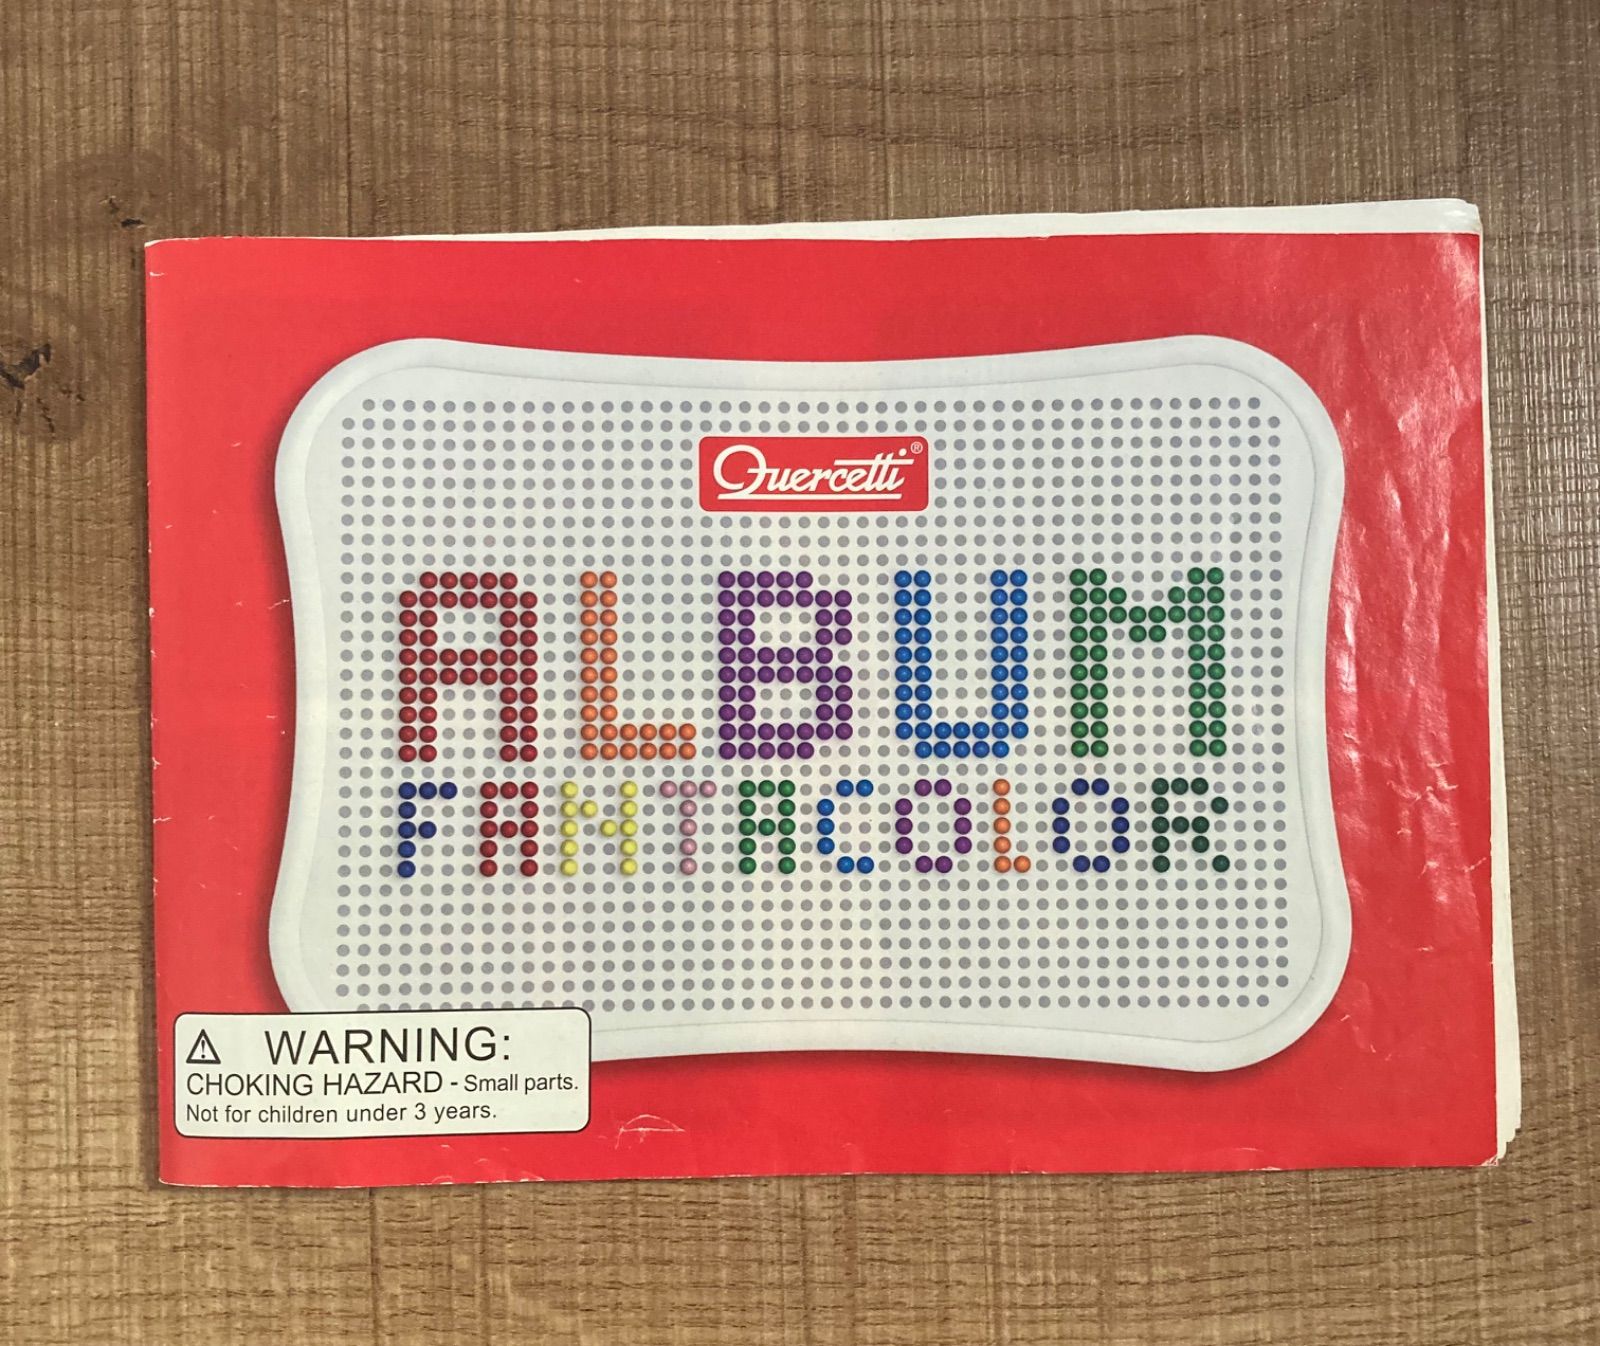 Quercetti®
ALBUM
FANTACOLOR
WARNING:
CHOKING HAZARD - Small parts.
Not for children under 3 years.